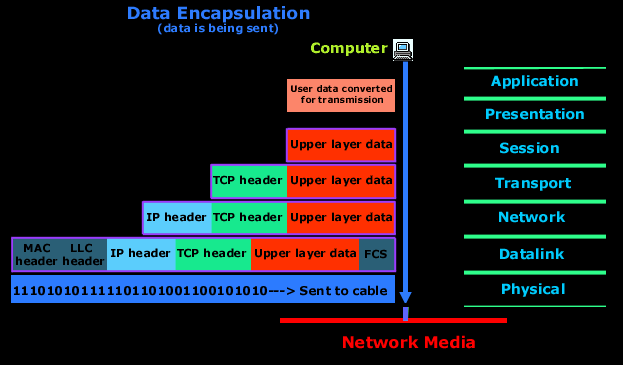 Data Encapsulation
(data is being sent)
Computer
User data converted
for transmission
Application
Presentation
Upper layer data
Session
TCP header Upper layer data
Transport
IP header TCP header Upper layer data
Network
MAC header LLC header IP header TCP header Upper layer data FCS
Datalink
111010101111101101001100101010---> Sent to cable
Physical
Network Media